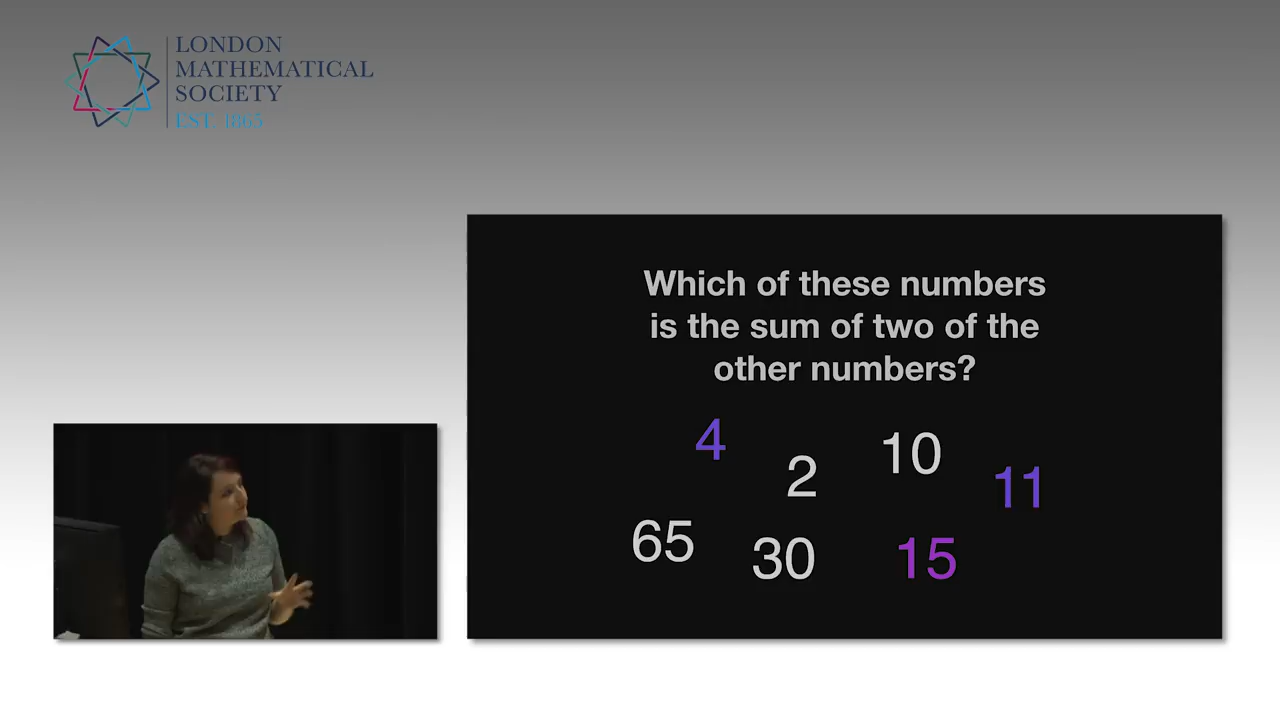 LONDON
MATHEMATICAL
SOCIETY
EST. 1865
Which of these numbers
is the sum of two of the
other numbers?
4 2 10 11
65 30 15